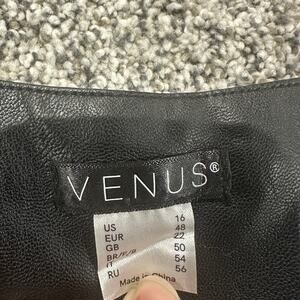 VENUS®
US 16
EUR 48
GB 22
BR/F/B 50
IT 54
RU 56
Made in China